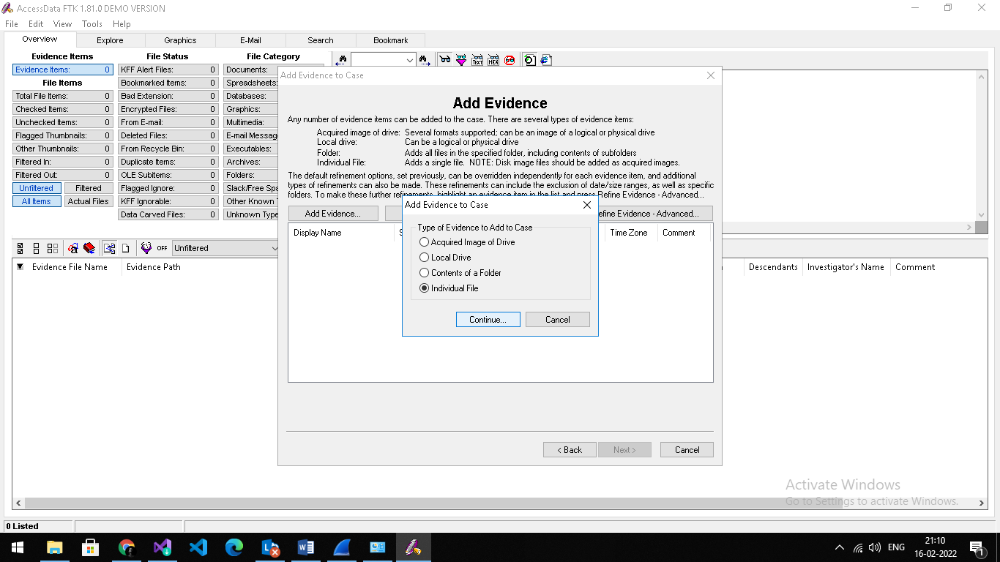 AccessData FTK 1.81.0 DEMO VERSION
File Edit View Tools Help
Overview Explore Graphics E-Mail Search Bookmark
Evidence Items File Status File Category
Evidence Items: 0 KFF Alert Files: 0 Documents:
File Items Bookmarked Items: 0 Spreadsheets:
Total File Items: 0 Bad Extension: 0 Databases:
Checked Items: 0 Encrypted Files: 0 Graphics:
Unchecked Items: 0 From E-mail: 0 Multimedia:
Flagged Thumbnails: 0 Deleted Files: 0 E-mail Messag
Other Thumbnails: 0 From Recycle Bin: 0 Executables:
Filtered In: 0 Duplicate Items: 0 Archives:
Filtered Out: 0 OLE Subitems: 0 Folders:
Unfiltered Filtered Flagged Ignore: 0 Slack/Free Spa
All Items Actual Files KFF Ignorable: 0 Other Known T
Data Carved Files: 0 Unknown Type
TEXT HEX
OFF Unfiltered
Evidence File Name Evidence Path Descendants Investigator's Name Comment
Add Evidence to Case
Add Evidence
Any number of evidence items can be added to the case. There are several types of evidence items:
Acquired image of drive: Several formats supported; can be an image of a logical or physical drive
Local drive: Can be a logical or physical drive
Folder: Adds all files in the specified folder, including contents of subfolders
Individual File: Adds a single file. NOTE: Disk image files should be added as acquired images.
The default refinement options, set previously, can be overridden independently for each evidence item, and additional
types of refinements can also be made. These refinements can include the exclusion of date/size ranges, as well as specific
folders. To make these further refinements, highlight an evidence item in the list and press Refine Evidence - Advanced...
Add Evidence... efine Evidence - Advanced...
Display Name S Time Zone Comment
Add Evidence to Case
Type of Evidence to Add to Case
Acquired Image of Drive
Local Drive
Contents of a Folder
Individual File
Continue... Cancel
< Back Next > Cancel
Activate Windows
Go to Settings to activate Windows.
0 Listed
ENG 21:10
16-02-2022
1